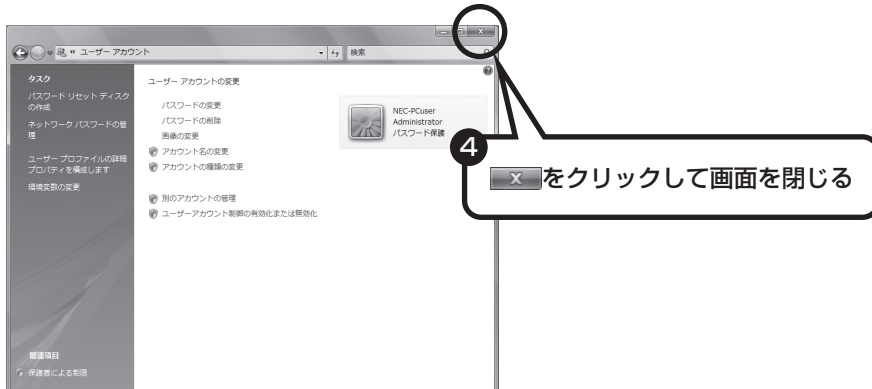 « ユーザー アカウント
検索
タスク
パスワード リセット ディスク
の作成
ネットワーク パスワードの管
理
ユーザー プロファイルの詳細
プロパティを構成します
環境変数の変更
関連項目
保護者による制限
ユーザー アカウントの変更
パスワードの変更
パスワードの削除
画像の変更
アカウント名の変更
アカウントの種類の変更
別のアカウントの管理
ユーザーアカウント制御の有効化または無効化
NEC-PCuser
Administrator
パスワード保護
4
xをクリックして画面を閉じる